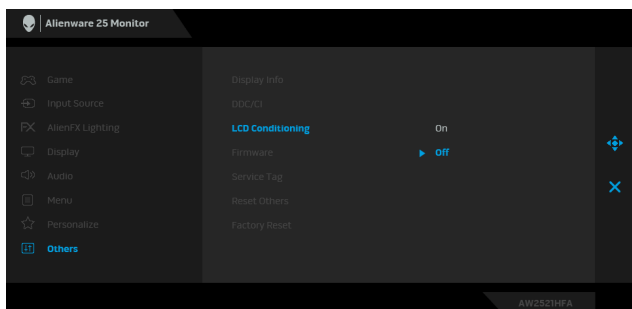 Alienware 25 Monitor
Game
Input Source
AlienFX Lighting
Display
Audio
Menu
Personalize
Others
Display Info
DDC/CI
LCD Conditioning On
Firmware Off
Service Tag
Reset Others
Factory Reset
AW2521HFA